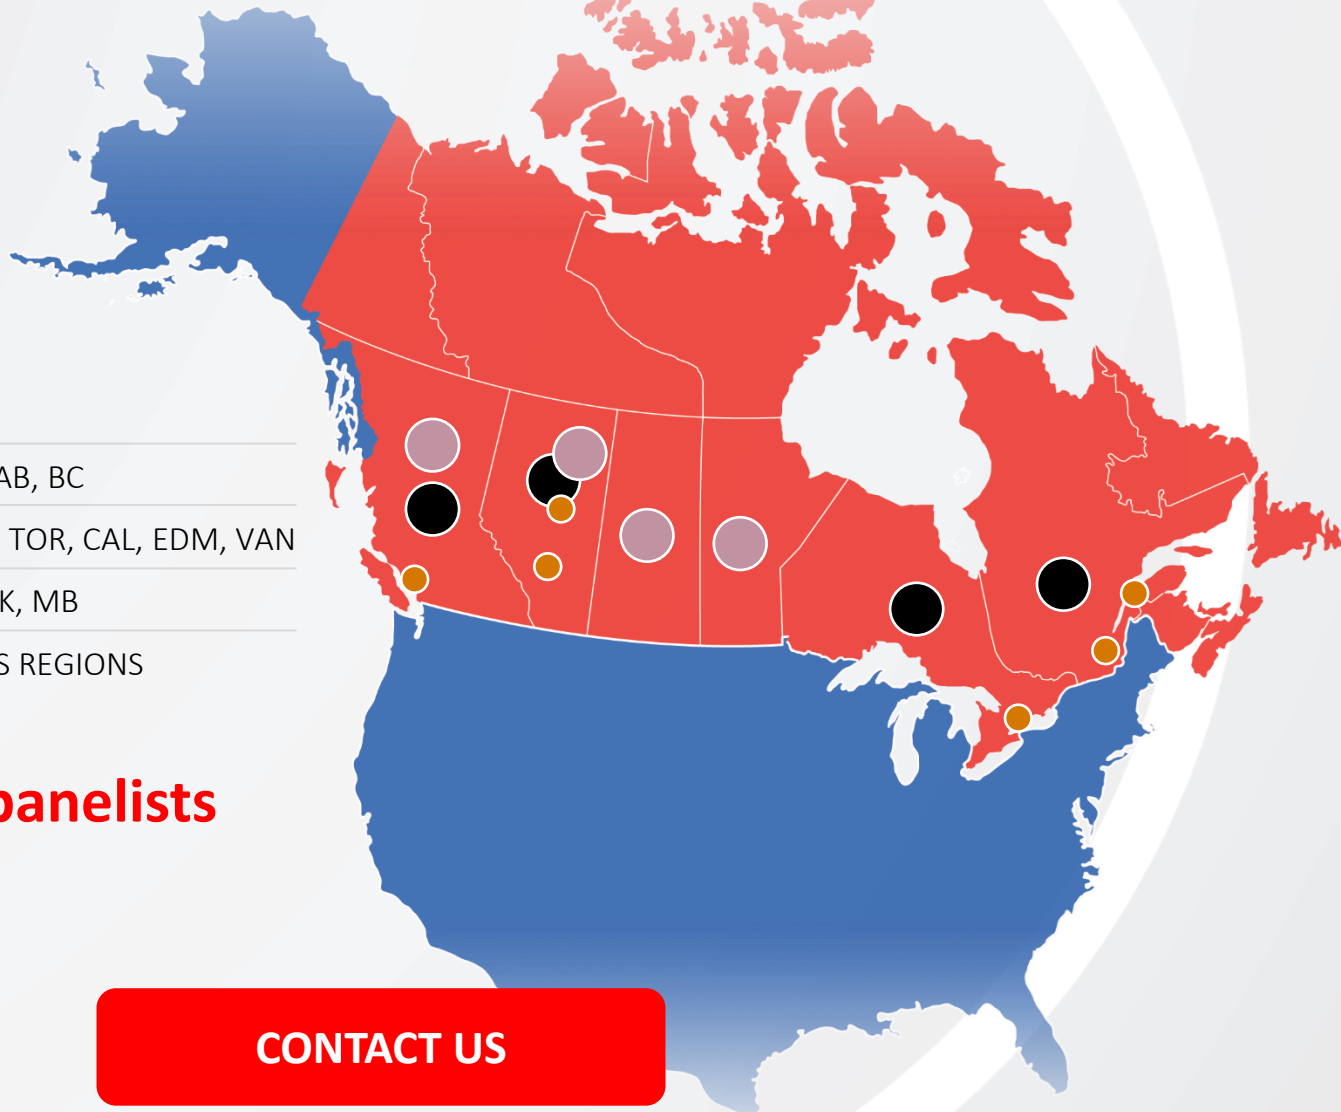 AB, BC
TOR, CAL, EDM, VAN
K, MB
S REGIONS
panelists
CONTACT US